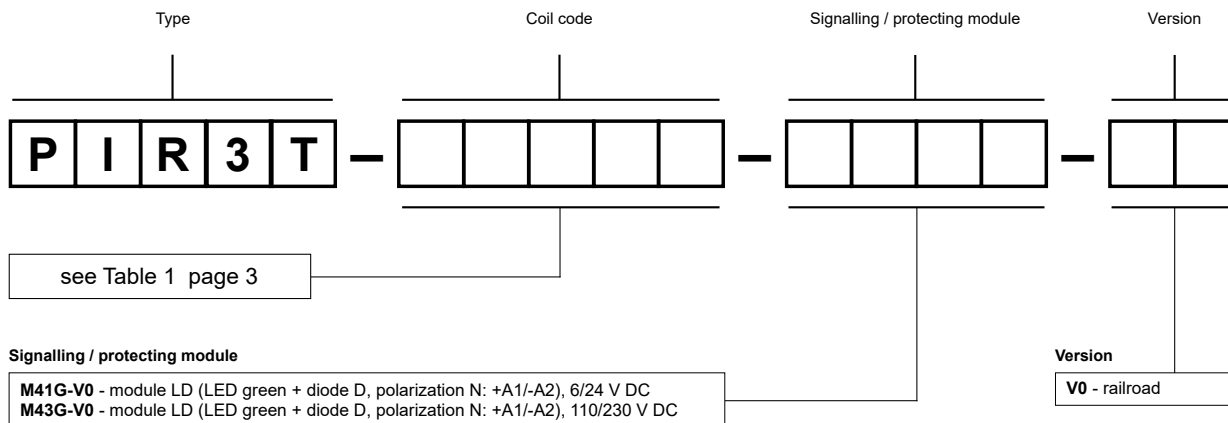 Type Coil code Signalling / protecting module Version
P I R 3 T – – –
see Table 1 page 3
Signalling / protecting module
M41G-V0 - module LD (LED green + diode D, polarization N: +A1/-A2), 6/24 V DC
M43G-V0 - module LD (LED green + diode D, polarization N: +A1/-A2), 110/230 V DC
Version
V0 - railroad